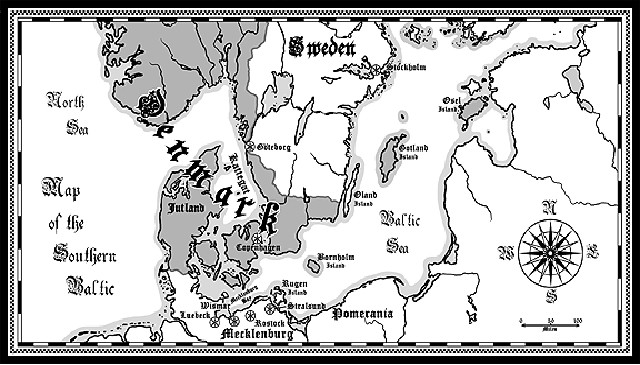 Sweden
Stockholm
North
Sea
Osel
Island
Denmark
Göteborg
Kattegat
Gotland
Island
Map
of the
Southern
Baltic
Jutland
Oland
Island
Baltic
Sea
Copenhagen
Barnholm
Island
N
W
E
S
Rugen
Island
Wismar
Stralsund
Luebeck
Rostock
Pomerania
Mecklenburg
0
50
100
Miles